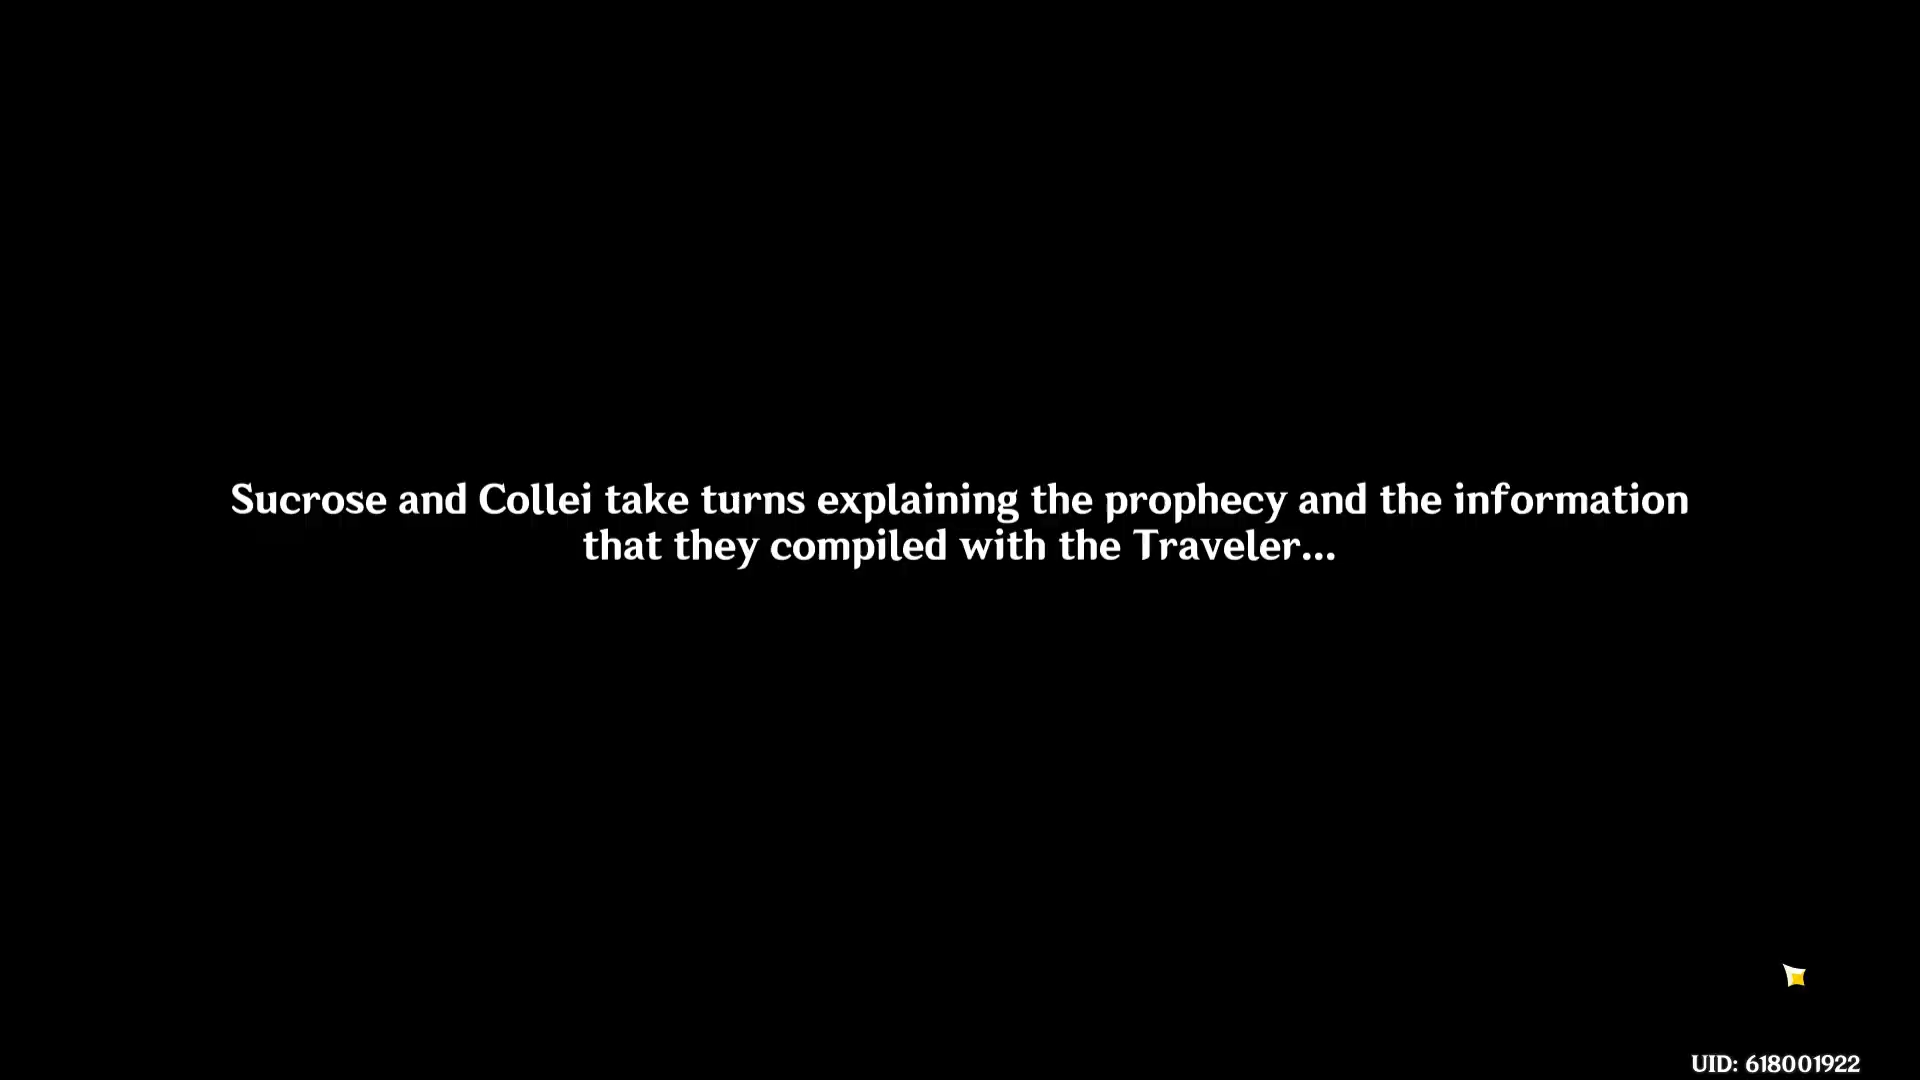 Sucrose and Collei take turns explaining the prophecy and the information
that they compiled with the Traveler...
UID: 618001922